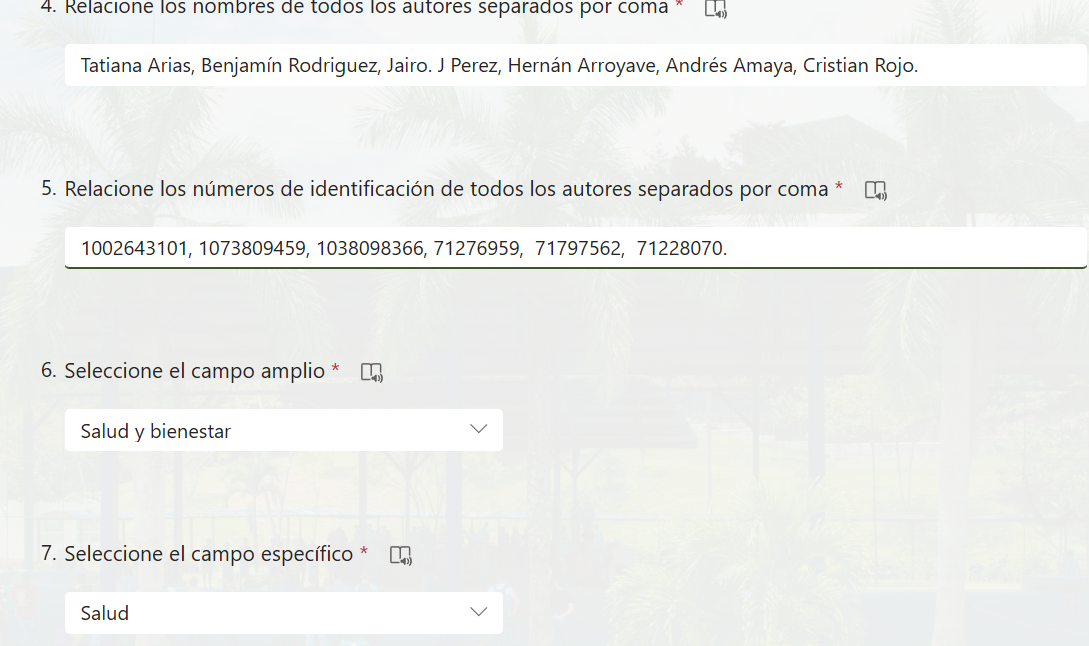 4. Relacione los nombres de todos los autores separados por coma *
Tatiana Arias, Benjamín Rodriguez, Jairo. J Perez, Hernán Arroyave, Andrés Amaya, Cristian Rojo.
5. Relacione los números de identificación de todos los autores separados por coma *
1002643101, 1073809459, 1038098366, 71276959,  71797562,  71228070.
6. Seleccione el campo amplio *
Salud y bienestar
7. Seleccione el campo específico *
Salud